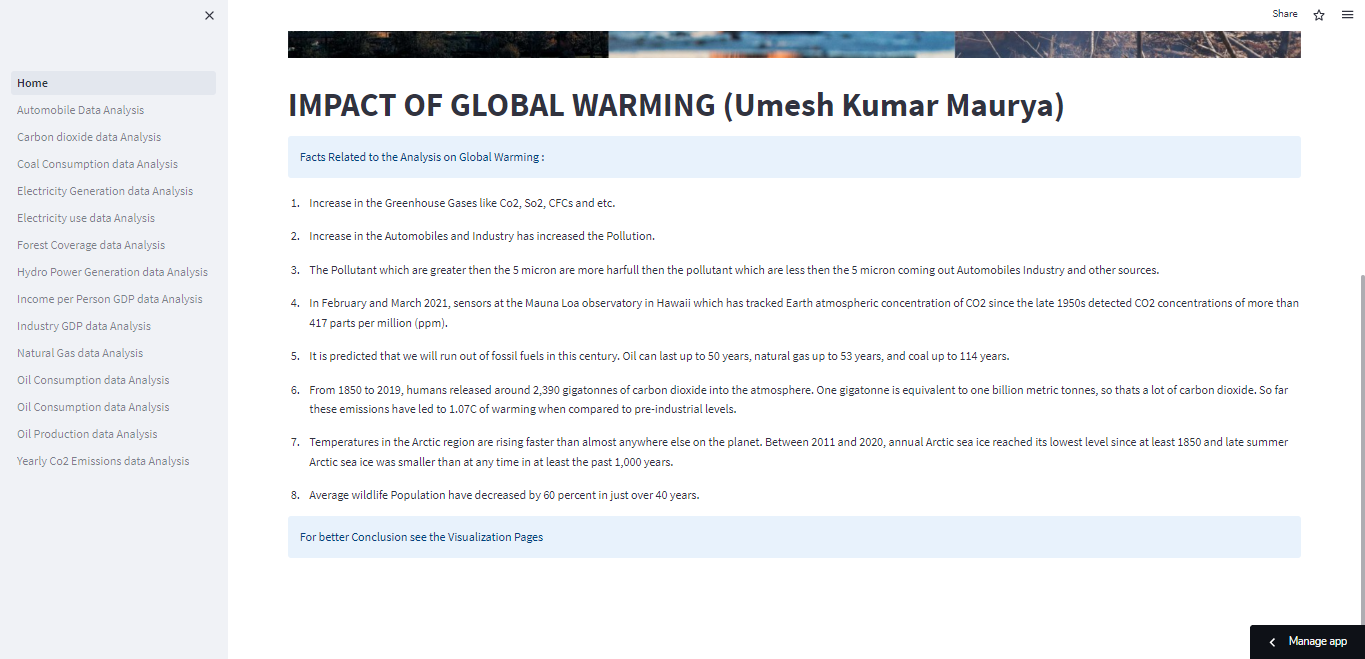 Share
Home
Automobile Data Analysis
Carbon dioxide data Analysis
Coal Consumption data Analysis
Electricity Generation data Analysis
Electricity use data Analysis
Forest Coverage data Analysis
Hydro Power Generation data Analysis
Income per Person GDP data Analysis
Industry GDP data Analysis
Natural Gas data Analysis
Oil Consumption data Analysis
Oil Consumption data Analysis
Oil Production data Analysis
Yearly Co2 Emissions data Analysis
IMPACT OF GLOBAL WARMING (Umesh Kumar Maurya)
Facts Related to the Analysis on Global Warming :
1. Increase in the Greenhouse Gases like Co2, So2, CFCs and etc.
2. Increase in the Automobiles and Industry has increased the Pollution.
3. The Pollutant which are greater then the 5 micron are more harfull then the pollutant which are less then the 5 micron coming out Automobiles Industry and other sources.
4. In February and March 2021, sensors at the Mauna Loa observatory in Hawaii which has tracked Earth atmospheric concentration of CO2 since the late 1950s detected CO2 concentrations of more than
417 parts per million (ppm).
5. It is predicted that we will run out of fossil fuels in this century. Oil can last up to 50 years, natural gas up to 53 years, and coal up to 114 years.
6. From 1850 to 2019, humans released around 2,390 gigatonnes of carbon dioxide into the atmosphere. One gigatonne is equivalent to one billion metric tonnes, so thats a lot of carbon dioxide. So far
these emissions have led to 1.07C of warming when compared to pre-industrial levels.
7. Temperatures in the Arctic region are rising faster than almost anywhere else on the planet. Between 2011 and 2020, annual Arctic sea ice reached its lowest level since at least 1850 and late summer
Arctic sea ice was smaller than at any time in at least the past 1,000 years.
8. Average wildlife Population have decreased by 60 percent in just over 40 years.
For better Conclusion see the Visualization Pages
Manage app